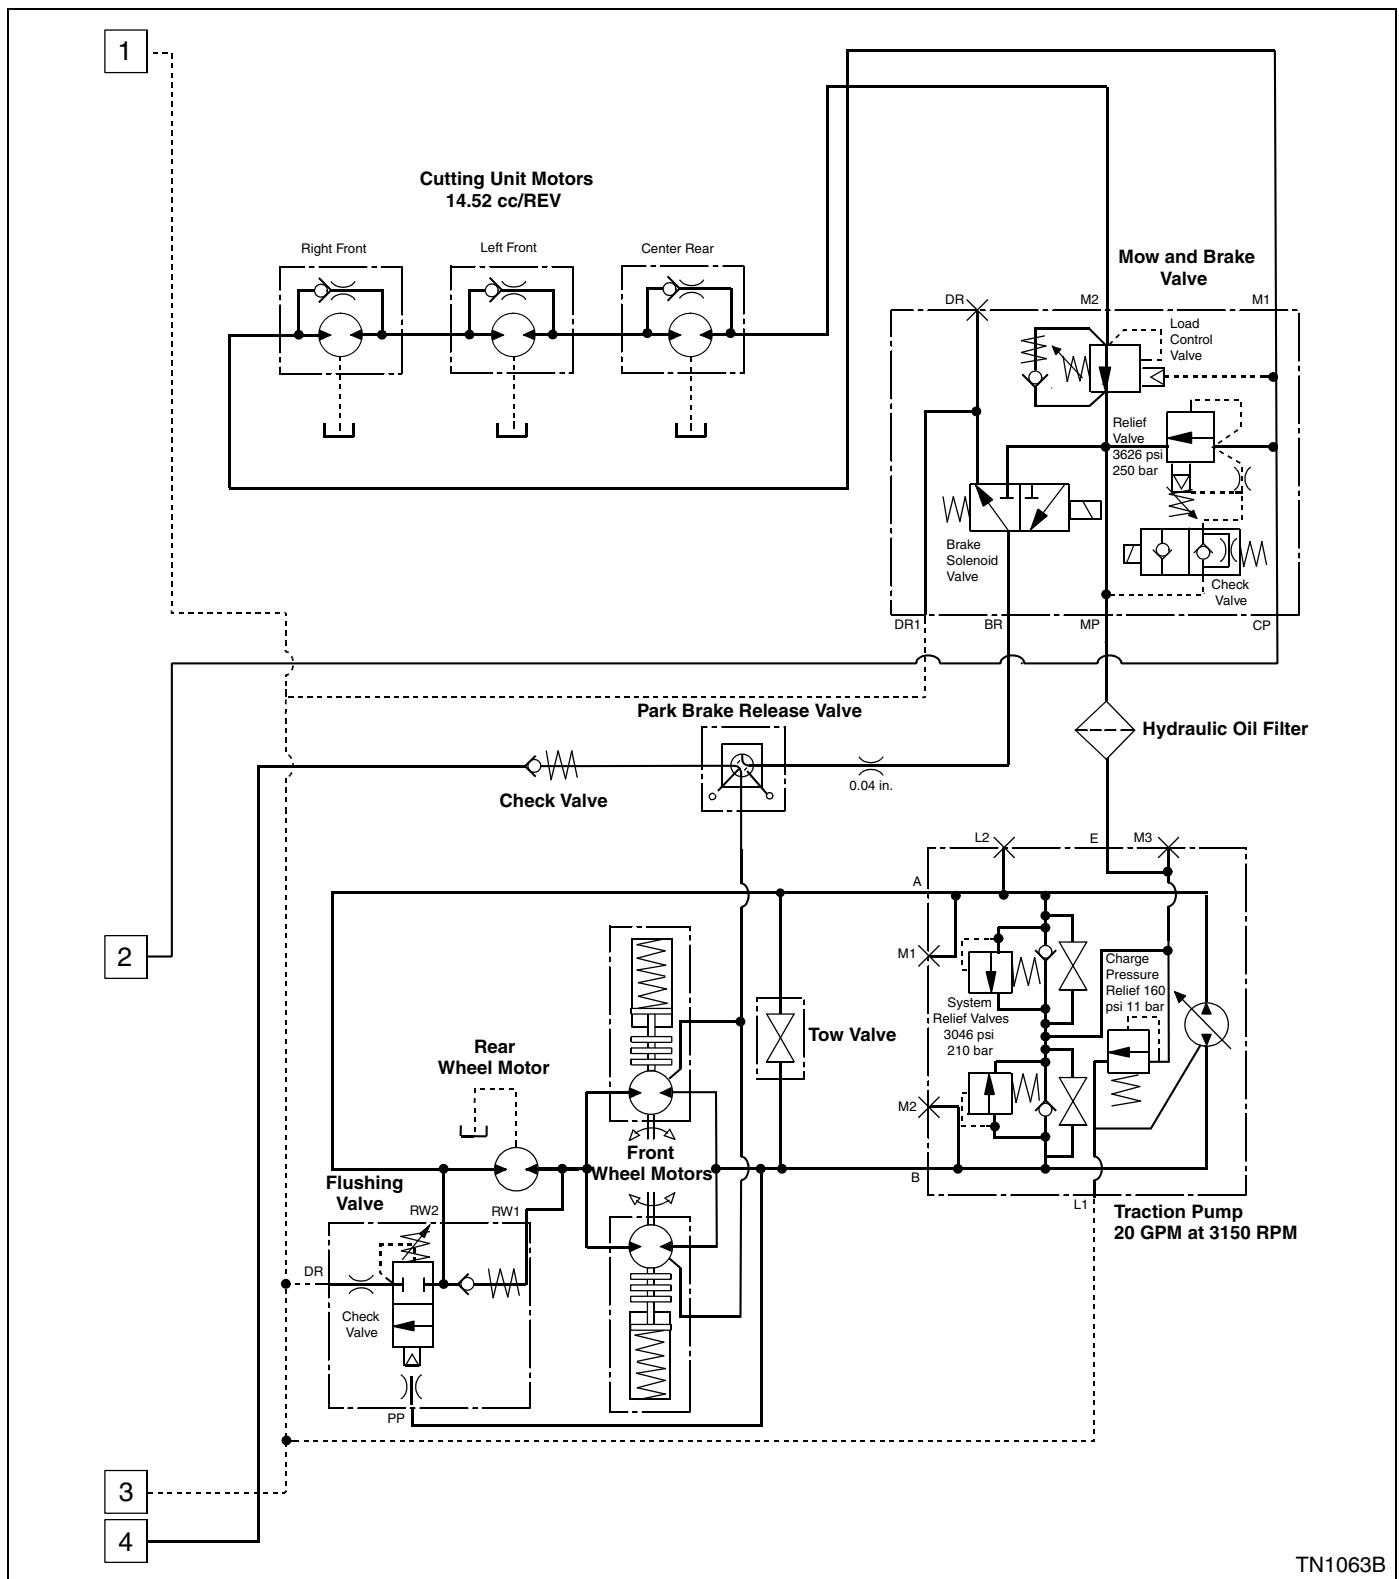 1
Cutting Unit Motors
14.52 cc/REV
Right Front
Left Front
Center Rear
Mow and Brake
Valve
DR
M2
M1
Load
Control
Valve
Relief
Valve
3626 psi
250 bar
Brake
Solenoid
Valve
Check
Valve
DR1
BR
MP
CP
Park Brake Release Valve
Hydraulic Oil Filter
Check Valve
0.04 in.
L2
E
M3
A
2
M1
Charge
Pressure
Relief 160
psi 11 bar
System
Relief Valves
3046 psi
210 bar
Tow Valve
Rear
Wheel Motor
M2
Front
Wheel Motors
B
Flushing
Valve
RW2
RW1
L1
Traction Pump
20 GPM at 3150 RPM
DR
Check
Valve
PP
3
4
TN1063B